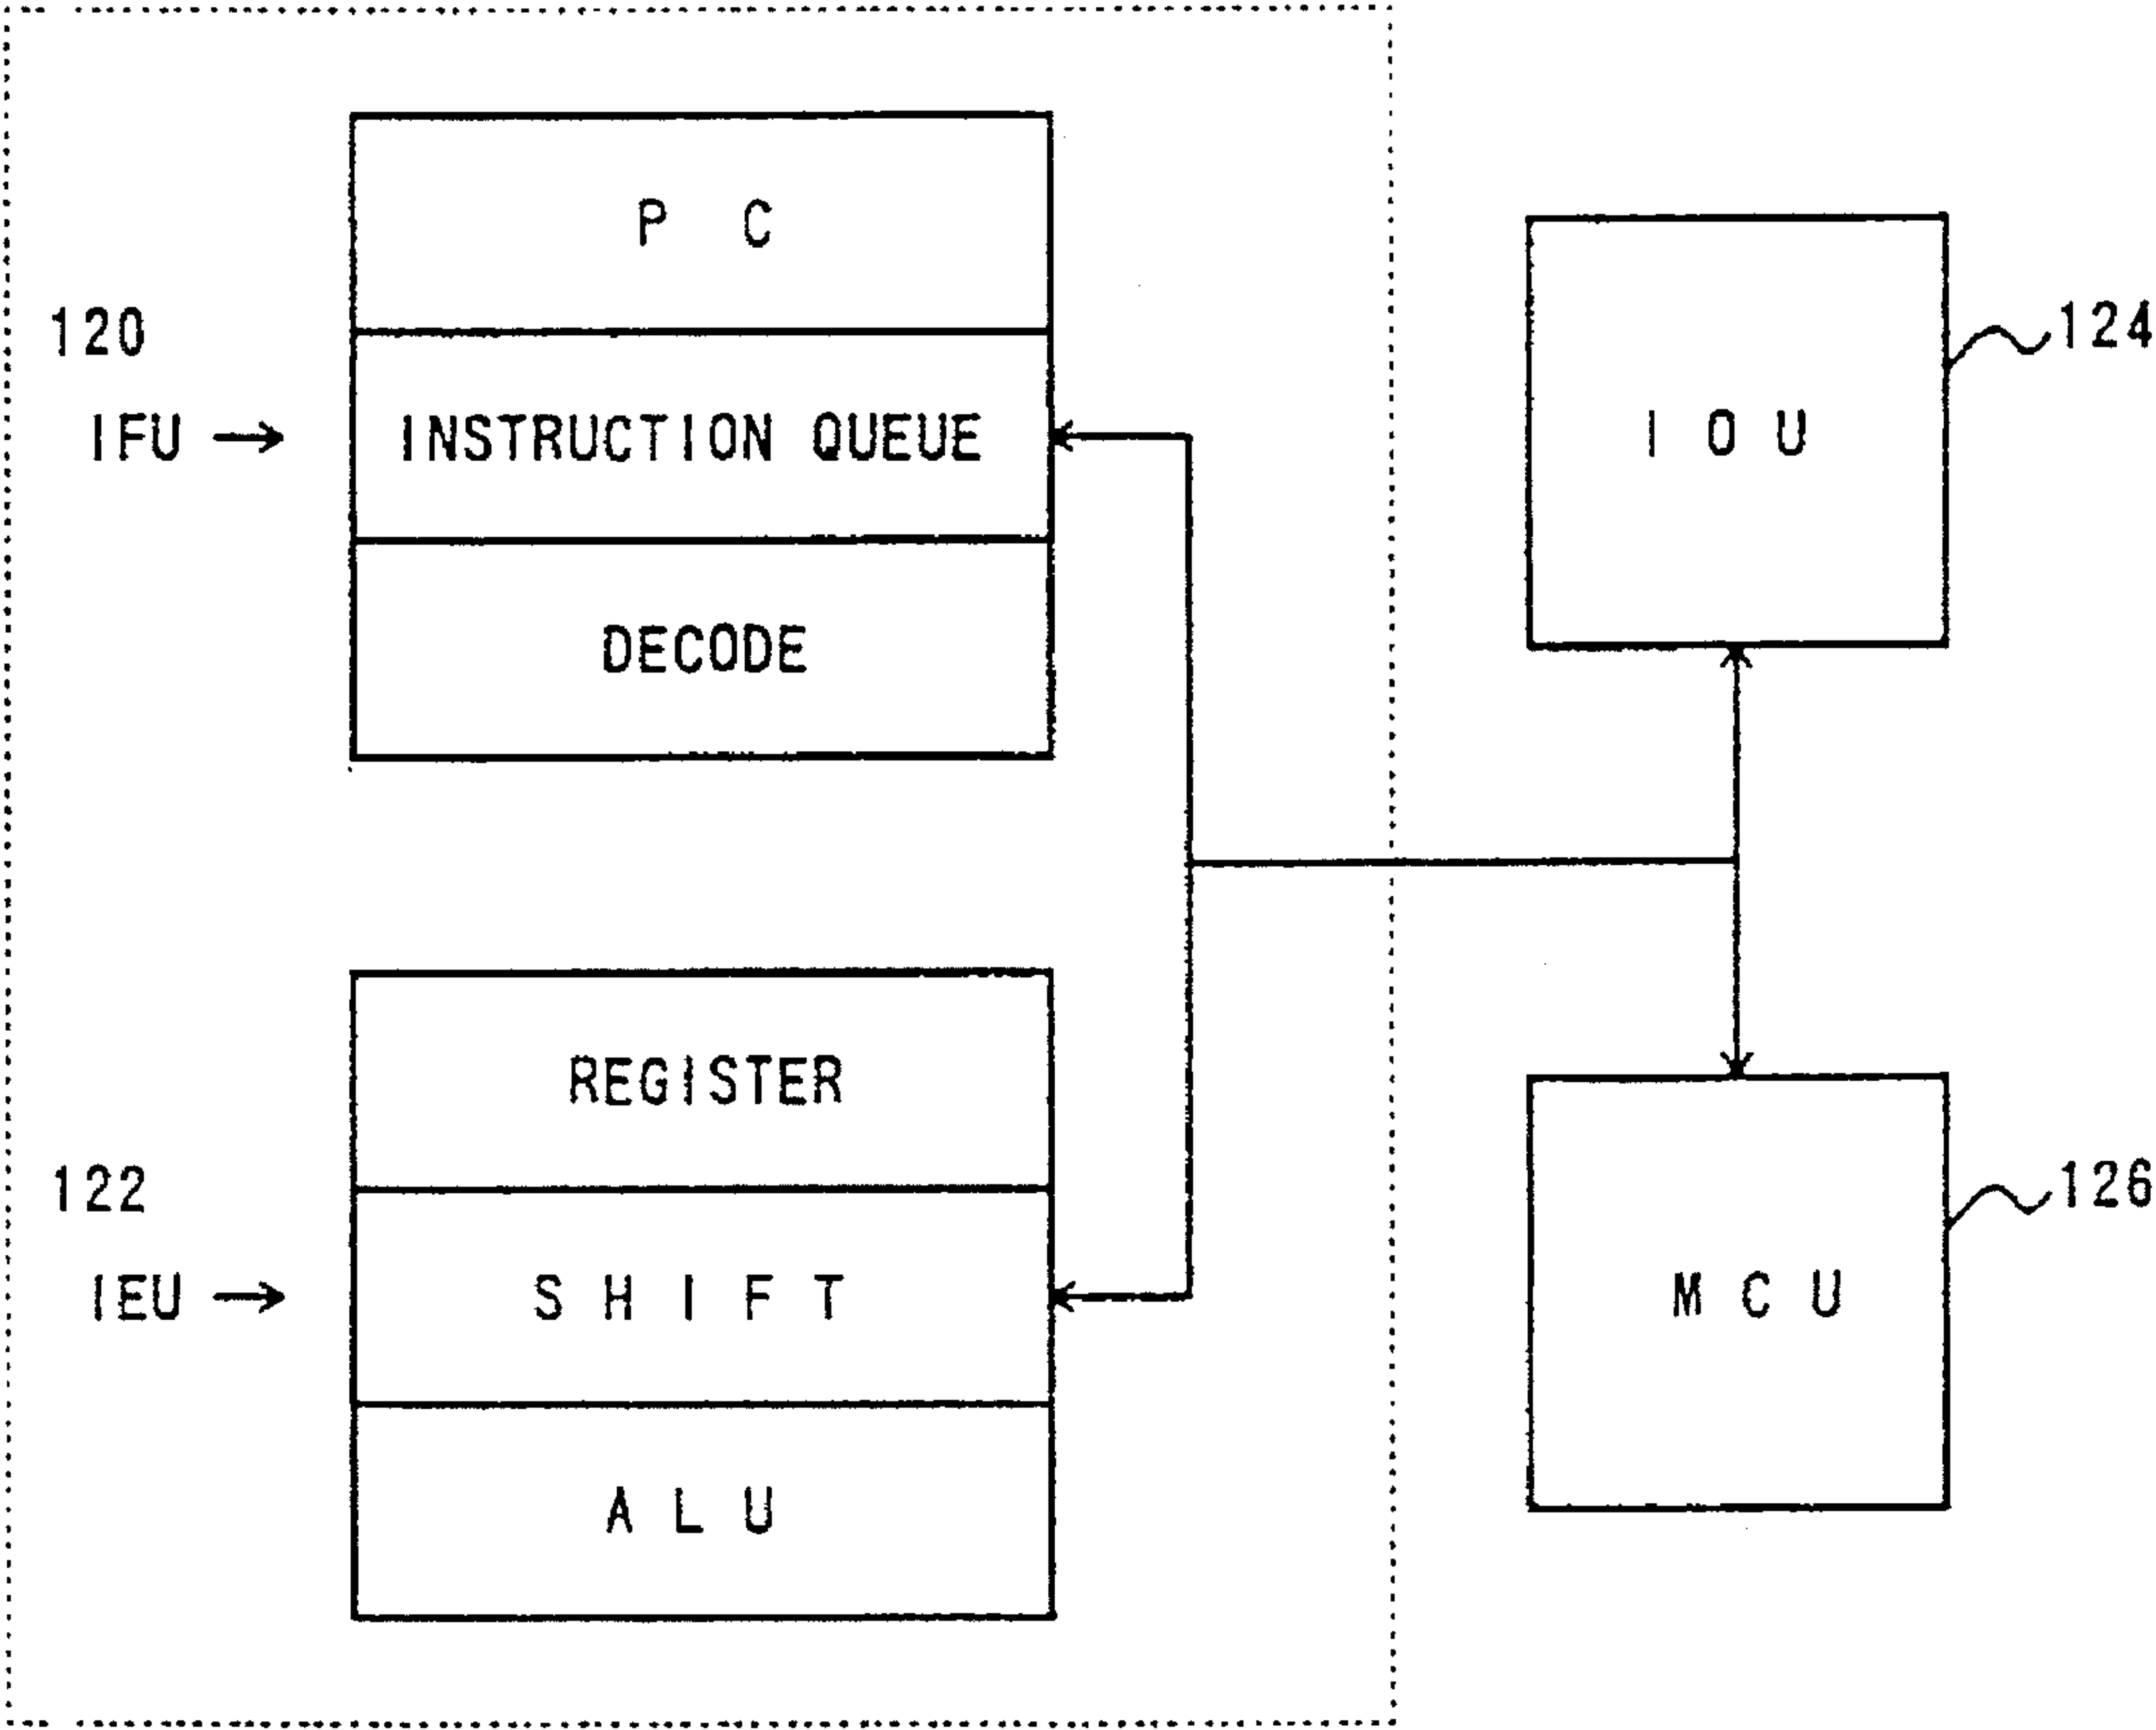 P C
120
IFU
INSTRUCTION QUEUE
DECODE
124
I O U
REGISTER
122
IEU
S H I F T
A L U
126
M C U